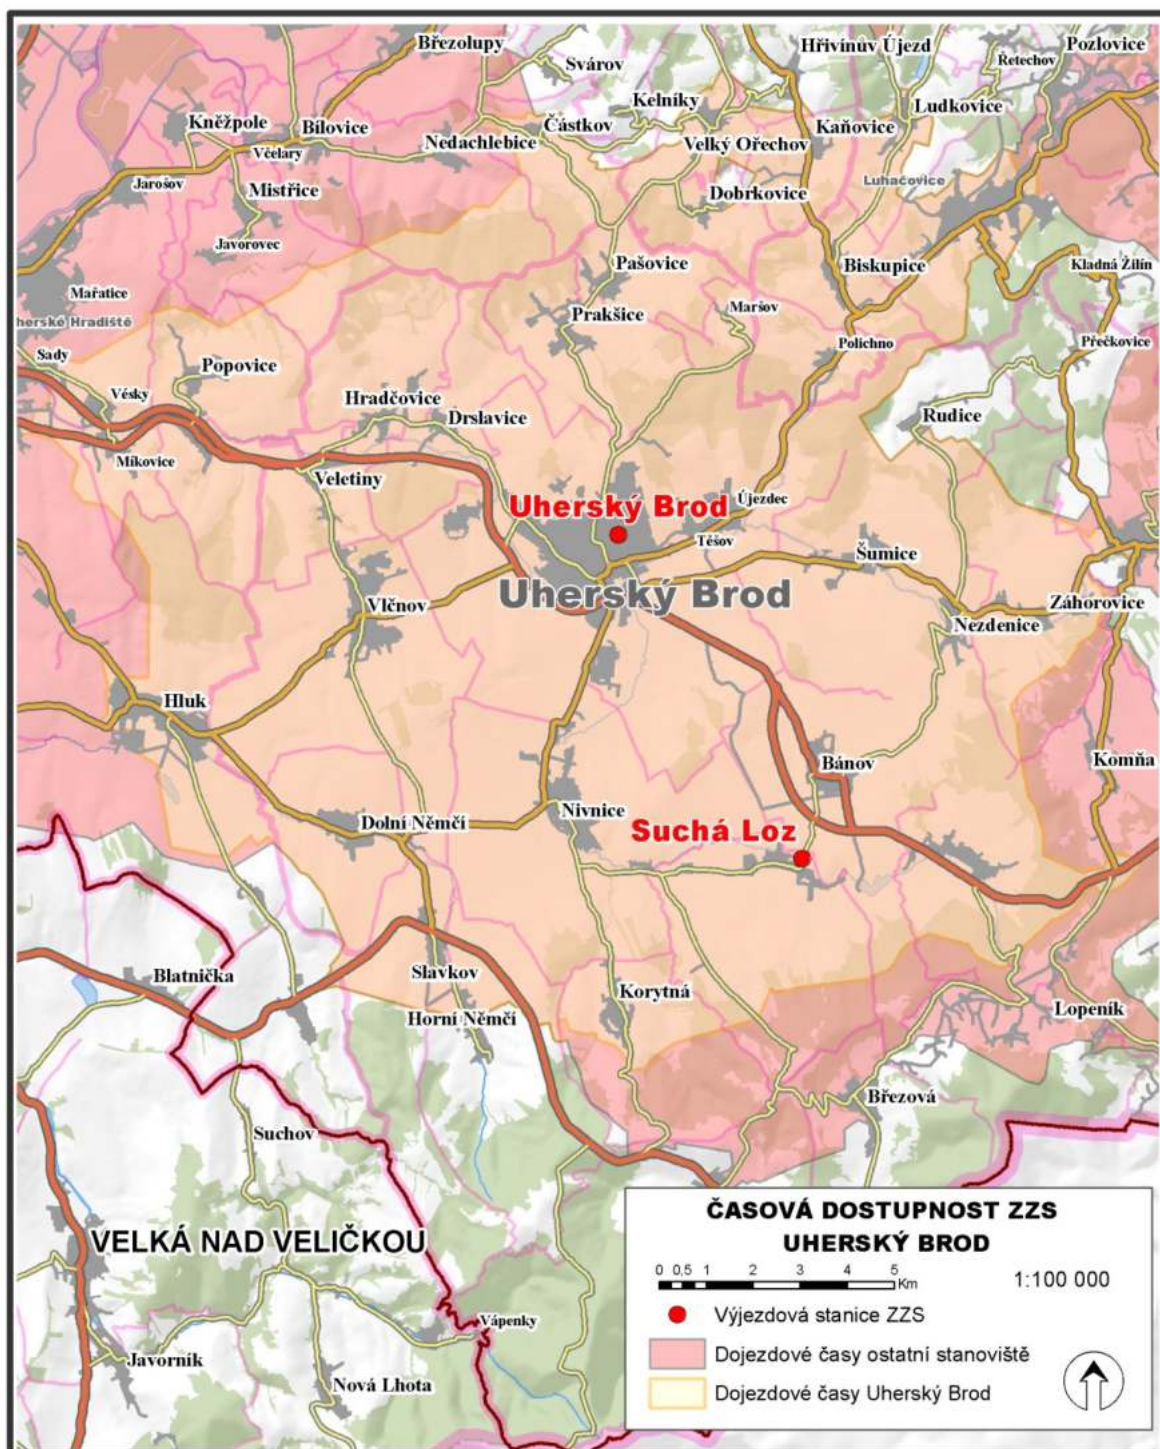 Březolupy
Hřivínův Újezd
Pozlovice
Řetechov
Svárov
Kelníky
Ludkovice
Kněžpole
Bílovice
Částkov
Kaňovice
Nedachlebice
Velký Ořechov
Včelary
Jarošov
Mistřice
Dobrkovice
Luhačovice
Javorovec
Pašovice
Biskupice
Kladná Žilín
Mařatice
Maršov
herské Hradiště
Prakšice
Sady
Popovice
Polichno
Přečkovice
Vésky
Hradčovice
Drslavice
Rudice
Míkovice
Veletiny
Uherský Brod
Újezdec
Těšov
Šumice
Uherský Brod
Vlčnov
Záhorovice
Nezdenice
Hluk
Bánov
Komňa
Nivnice
Dolní Němčí
Suchá Loz
Blatnička
Slavkov
Korytná
Lopeník
Horní Němčí
Březová
Suchov
VELKÁ NAD VELIČKOU
Vápenky
Javorník
Nová Lhota
ČASOVÁ DOSTUPNOST ZZS
UHERSKÝ BROD
0 0,5 1 2 3 4 5
Km
1:100 000
Výjezdová stanice ZZS
Dojezdové časy ostatní stanoviště
Dojezdové časy Uherský Brod